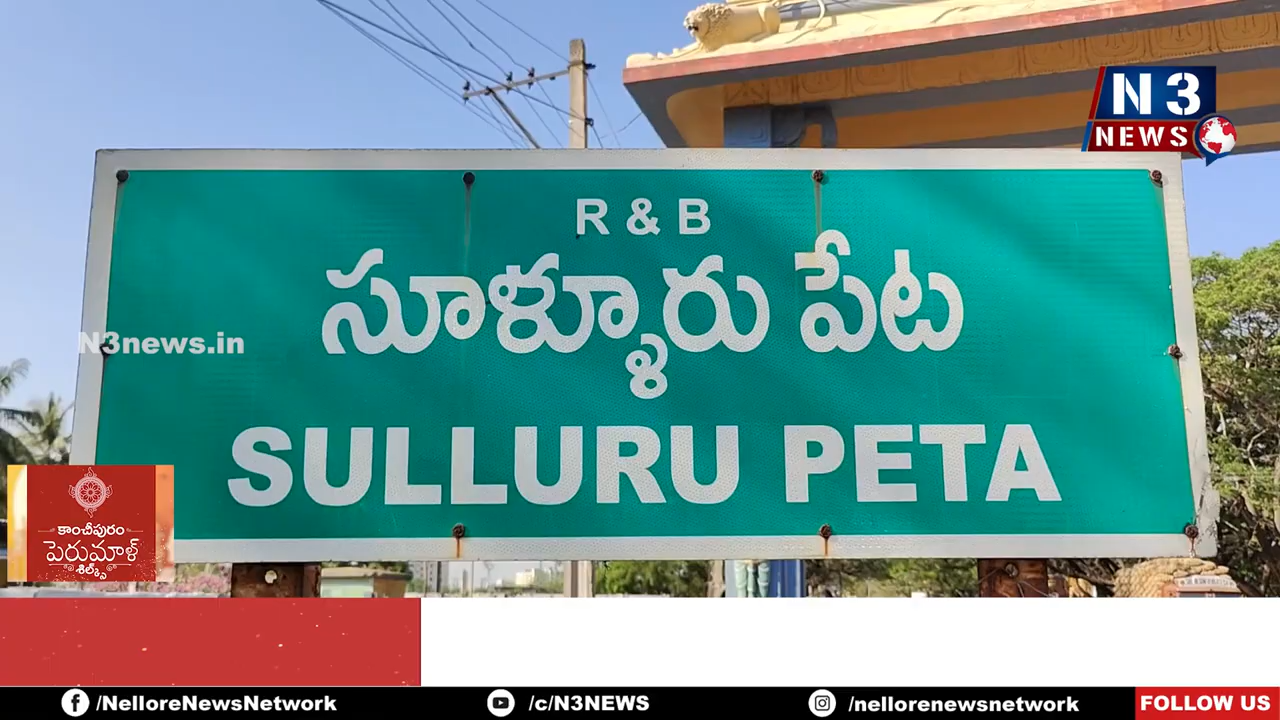 N3
NEWS
R & B
సూళ్ళూరు పేట
N3news.in
SULLURU PETA
కాంచీపురం
పెరుమాళ్
సిల్క్స్
/NelloreNewsNetwork
/c/N3NEWS
/nellorenewsnetwork
FOLLOW US